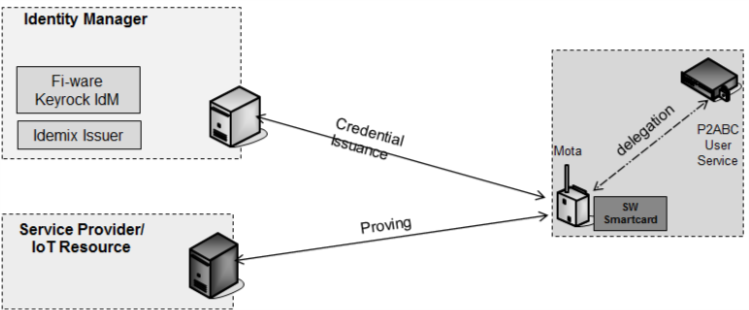 Identity Manager
Fi-ware
Keyrock IdM
Idemix Issuer
Credential
Issuance
delegation
P2ABC
User
Service
Mota
SW
Smartcard
Service Provider/
IoT Resource
Proving